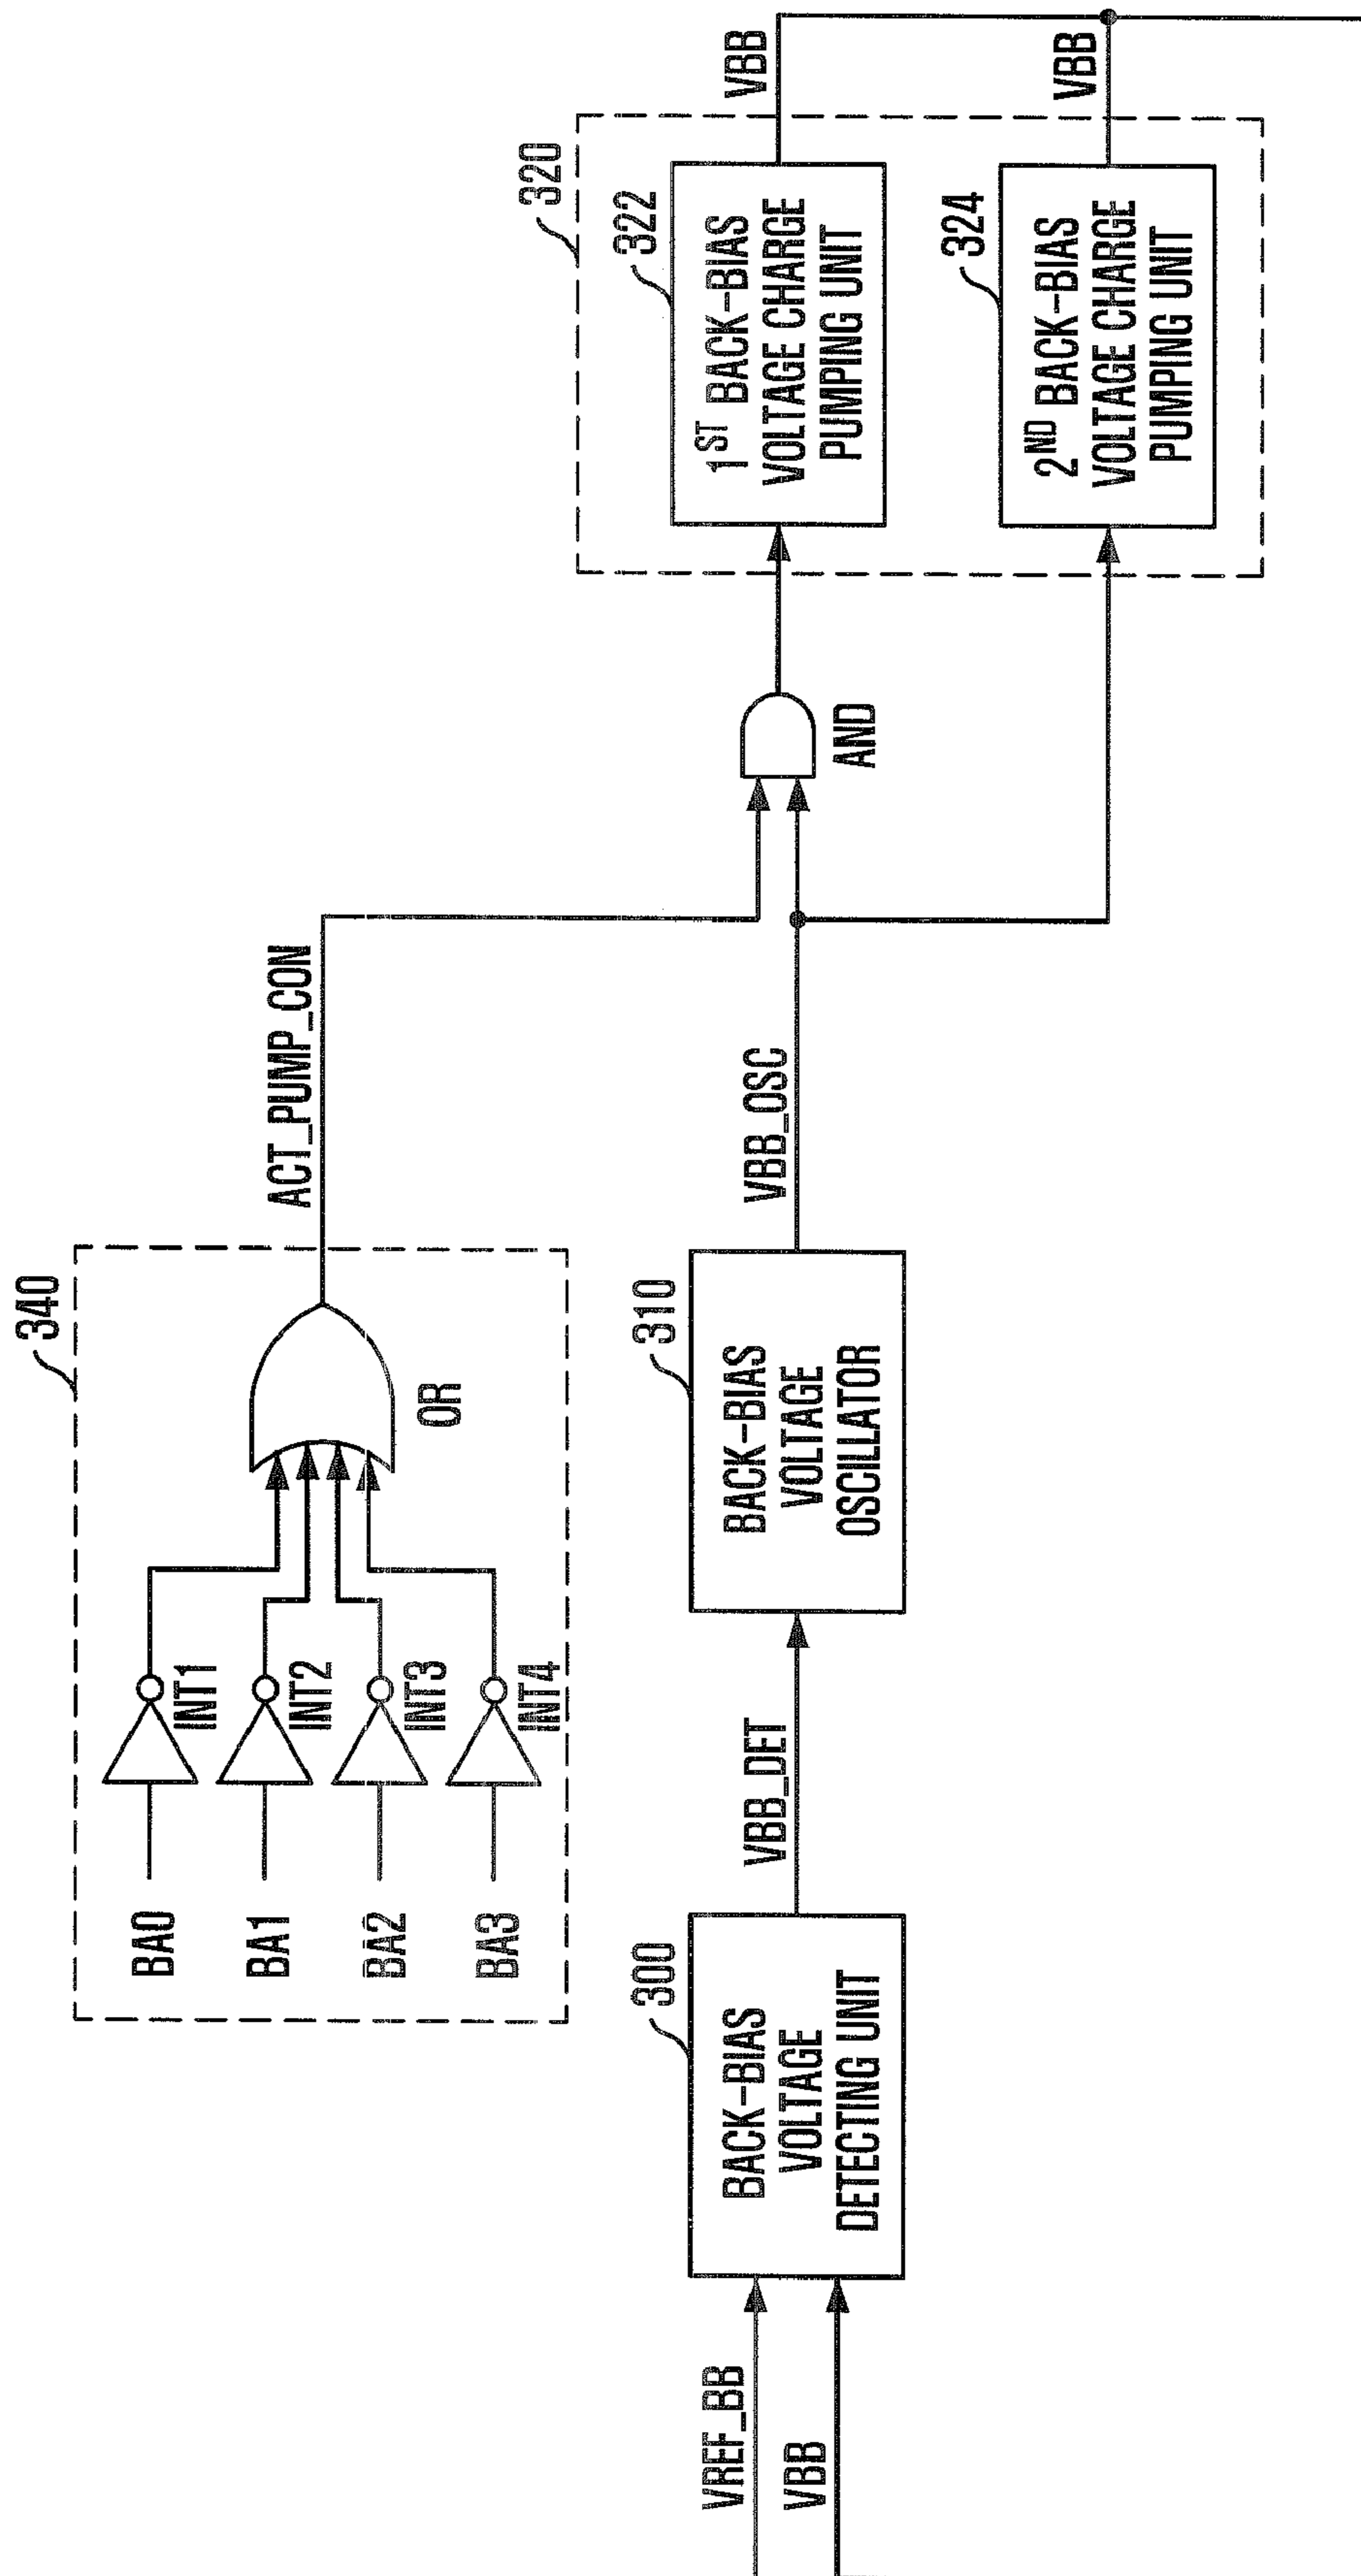 340
BA0
INT1
BA1
INT2
BA2
INT3
BA3
INT4
OR
ACT_PUMP_CON
VREF_BB
VBB
300
BACK-BIAS
VOLTAGE
DETECTING UNIT
VBB_DET
310
BACK-BIAS
VOLTAGE
OSCILLATOR
VBB_OSC
AND
320
322
1ST BACK-BIAS
VOLTAGE CHARGE
PUMPING UNIT
VBB
324
2ND BACK-BIAS
VOLTAGE CHARGE
PUMPING UNIT
VBB